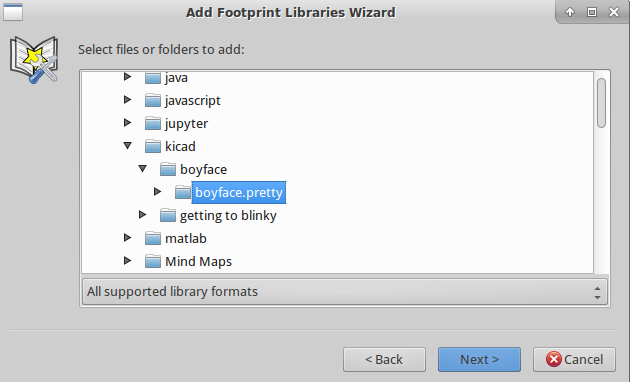 Add Footprint Libraries Wizard
Select files or folders to add:
java
javascript
jupyter
kicad
boyface
boyface.pretty
getting to blinky
matlab
Mind Maps
All supported library formats
< Back
Next >
Cancel